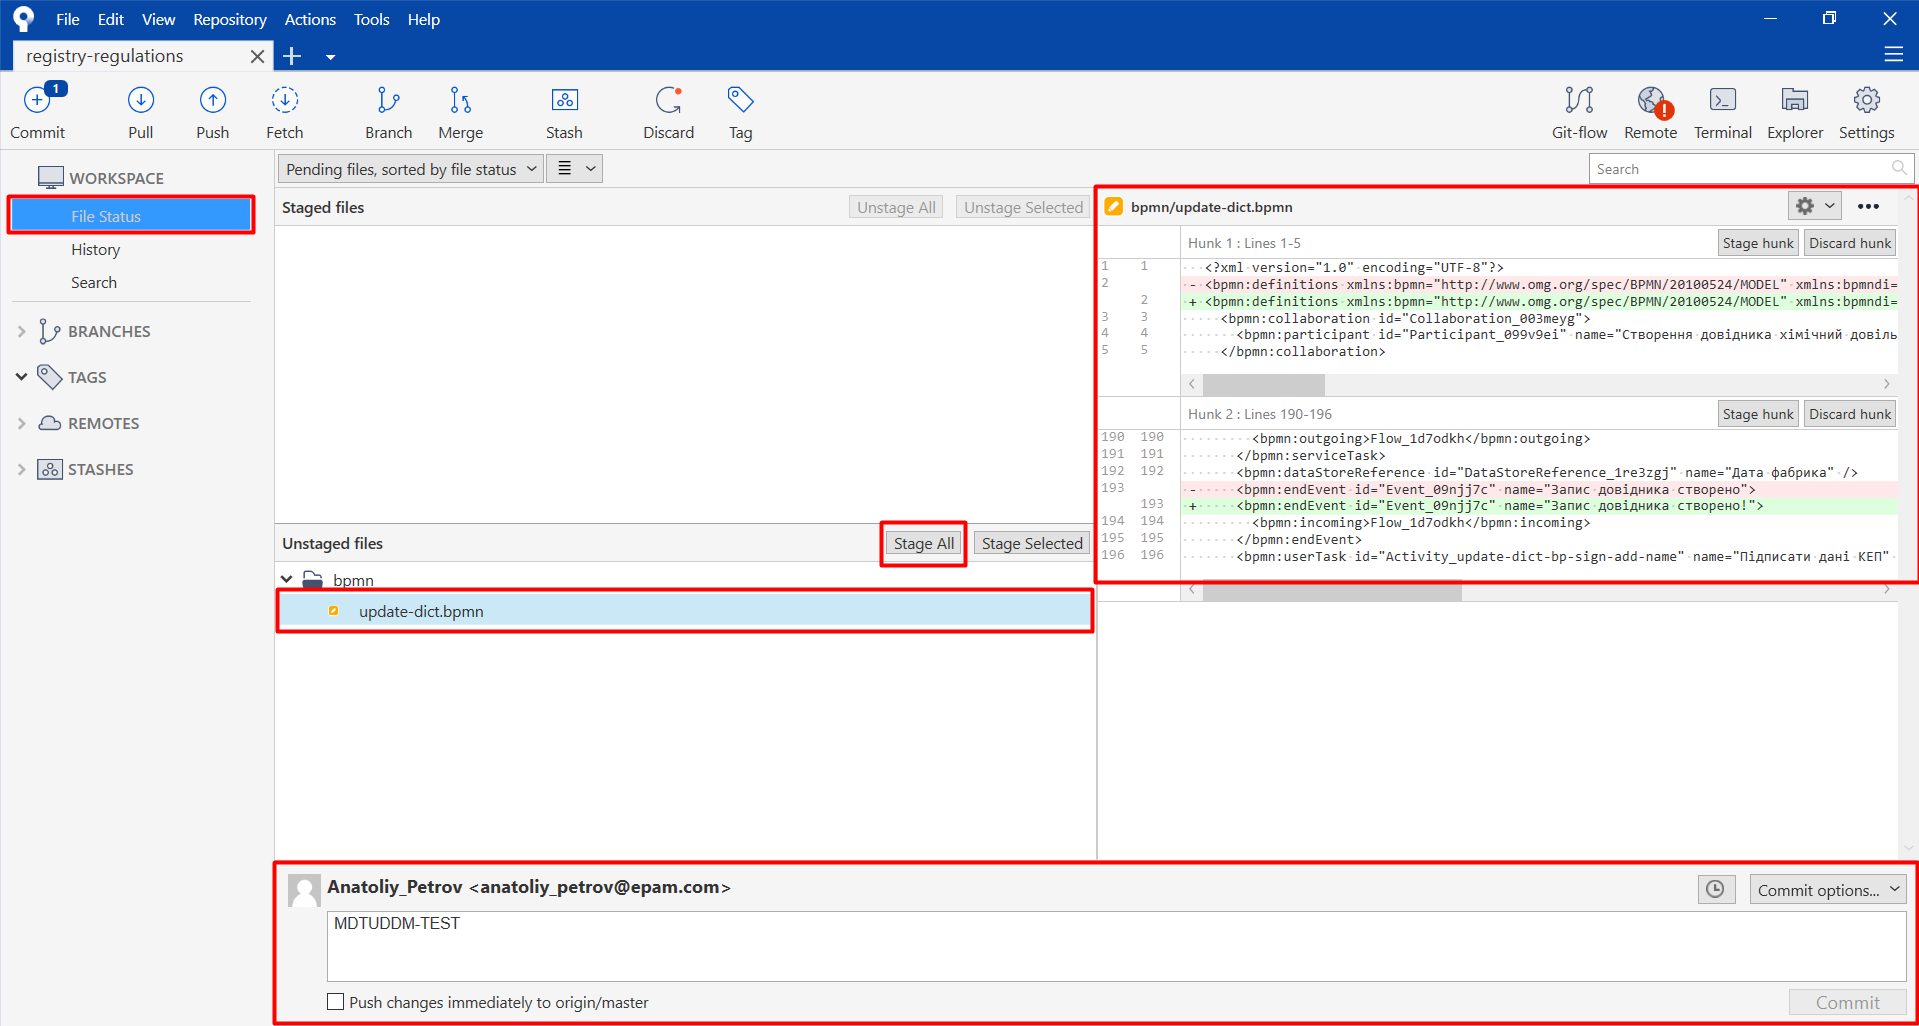 File Edit View Repository Actions Tools Help
registry-regulations
1
Commit Pull Push Fetch Branch Merge Stash Discard Tag Git-flow Remote Terminal Explorer Settings
WORKSPACE
File Status
History
Search
BRANCHES
TAGS
REMOTES
STASHES
Pending files, sorted by file status
Search
Staged files Unstage All Unstage Selected
Unstaged files Stage All Stage Selected
bpmn
update-dict.bpmn
bpmn/update-dict.bpmn
Hunk 1 : Lines 1-5 Stage hunk Discard hunk
1 1 <?xml version="1.0" encoding="UTF-8"?>
2 - <bpmn:definitions xmlns:bpmn="http://www.omg.org/spec/BPMN/20100524/MODEL" xmlns:bpmndi=
2 + <bpmn:definitions xmlns:bpmn="http://www.omg.org/spec/BPMN/20100524/MODEL" xmlns:bpmndi=
3 3 <bpmn:collaboration id="Collaboration_003meyg">
4 4 <bpmn:participant id="Participant_099v9ei" name="Створення довідника хімічний довіль
5 5 </bpmn:collaboration>
Hunk 2 : Lines 190-196 Stage hunk Discard hunk
190 190 <bpmn:outgoing>Flow_1d7odkh</bpmn:outgoing>
191 191 </bpmn:serviceTask>
192 192 <bpmn:dataStoreReference id="DataStoreReference_1re3zgj" name="Дата фабрика" />
193 - <bpmn:endEvent id="Event_09njj7c" name="Запис довідника створено">
193 + <bpmn:endEvent id="Event_09njj7c" name="Запис довідника створено!">
194 194 <bpmn:incoming>Flow_1d7odkh</bpmn:incoming>
195 195 </bpmn:endEvent>
196 196 <bpmn:userTask id="Activity_update-dict-bp-sign-add-name" name="Підписати дані КЕП"
Anatoliy_Petrov <anatoliy_petrov@epam.com>
Commit options...
MDTUDDM-TEST
Push changes immediately to origin/master
Commit